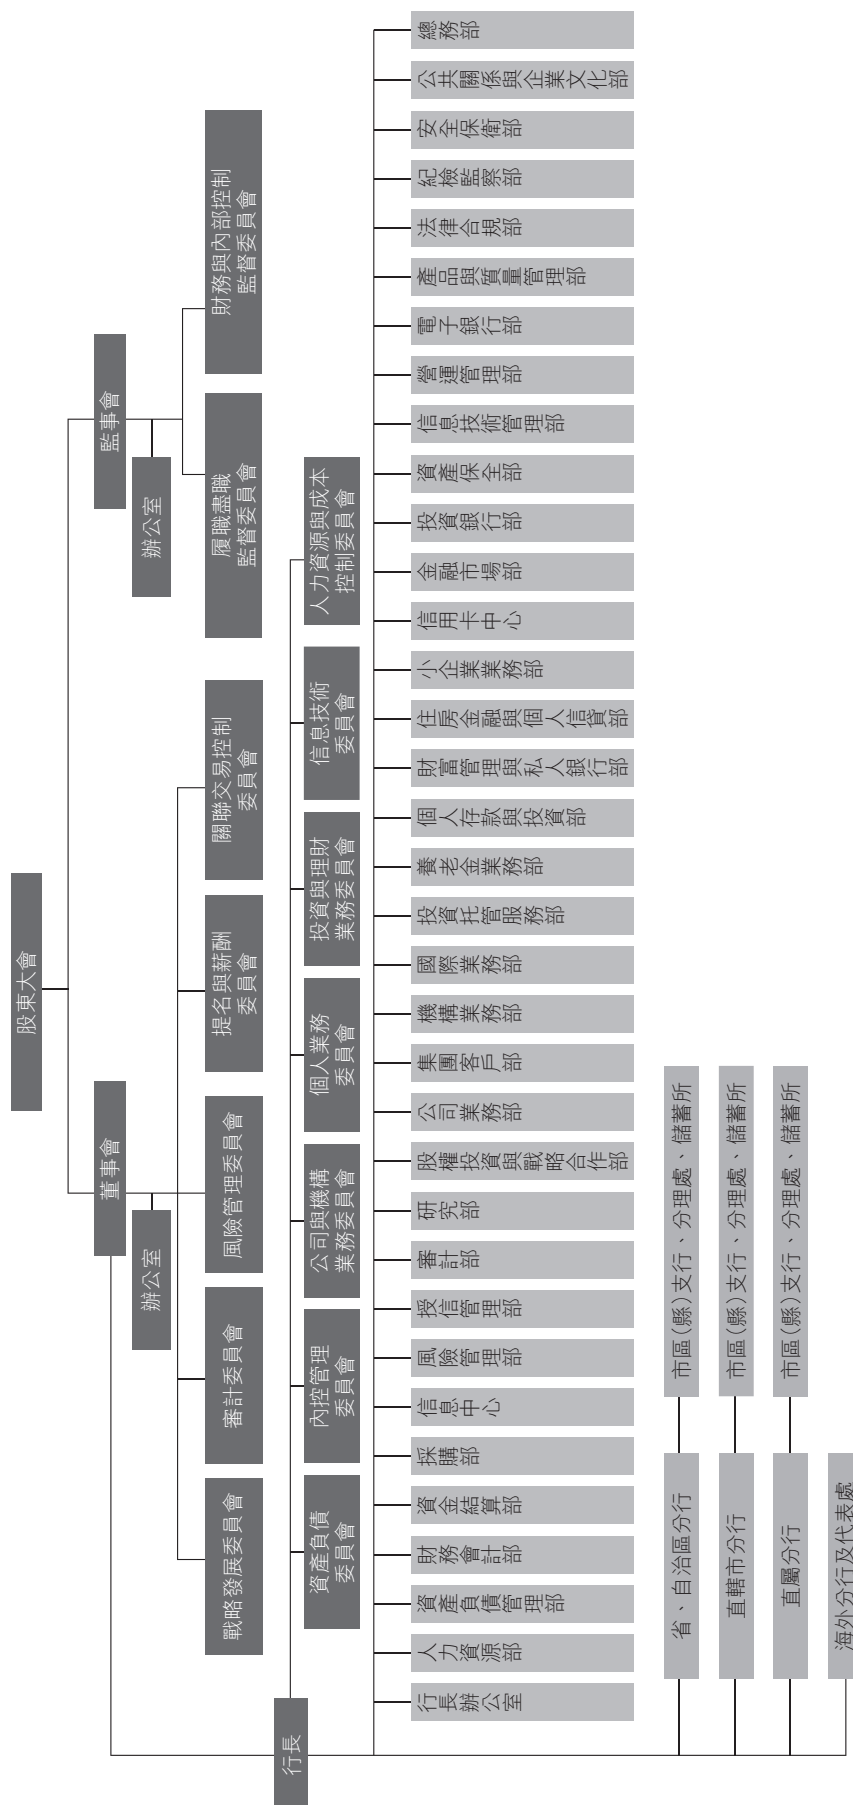 股東大會
董事會
監事會
辦公室
辦公室
戰略發展委員會
審計委員會
風險管理委員會
提名與薪酬
委員會
關聯交易控制
委員會
履職盡職
監督委員會
財務與內部控制
監督委員會
行長
資產負債
委員會
內控管理
委員會
公司與機構
業務委員會
個人業務
委員會
投資與理財
業務委員會
信息技術
委員會
人力資源與成本
控制委員會
行長辦公室
人力資源部
資產負債管理部
財務會計部
資金結算部
採購部
信息中心
風險管理部
授信管理部
審計部
研究部
股權投資與戰略合作部
公司業務部
集團客戶部
機構業務部
國際業務部
投資托管服務部
養老金業務部
個人存款與投資部
財富管理與私人銀行部
住房金融與個人信貸部
小企業業務部
信用卡中心
金融市場部
投資銀行部
資產保全部
信息技術管理部
營運管理部
電子銀行部
產品與質量管理部
法律合規部
紀檢監察部
安全保衛部
公共關係與企業文化部
總務部
省、自治區分行
市區(縣)支行、分理處、儲蓄所
直轄市分行
市區(縣)支行、分理處、儲蓄所
直屬分行
市區(縣)支行、分理處、儲蓄所
海外分行及代表處